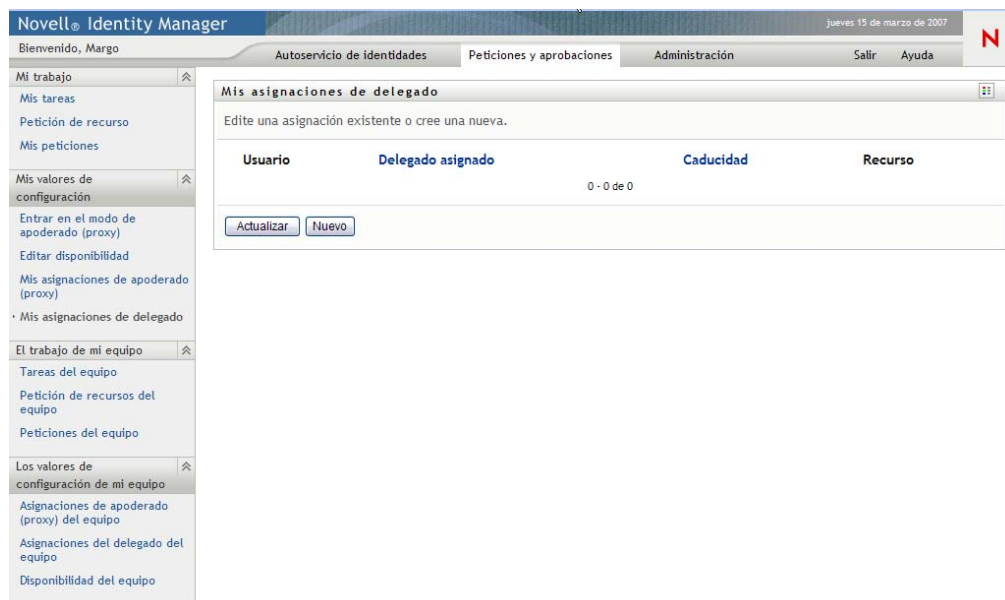 Novell® Identity Manager
jueves 15 de marzo de 2007
N
Bienvenido, Margo
Autoservicio de identidades
Peticiones y aprobaciones
Administración
Salir
Ayuda
Mi trabajo
Mis tareas
Petición de recurso
Mis peticiones
Mis valores de
configuración
Entrar en el modo de
apoderado (proxy)
Editar disponibilidad
Mis asignaciones de apoderado
(proxy)
Mis asignaciones de delegado
El trabajo de mi equipo
Tareas del equipo
Petición de recursos del
equipo
Peticiones del equipo
Los valores de
configuración de mi equipo
Asignaciones de apoderado
(proxy) del equipo
Asignaciones del delegado del
equipo
Disponibilidad del equipo
Mis asignaciones de delegado
Edite una asignación existente o cree una nueva.
Usuario
Delegado asignado
Caducidad
Recurso
0 - 0 de 0
Actualizar
Nuevo